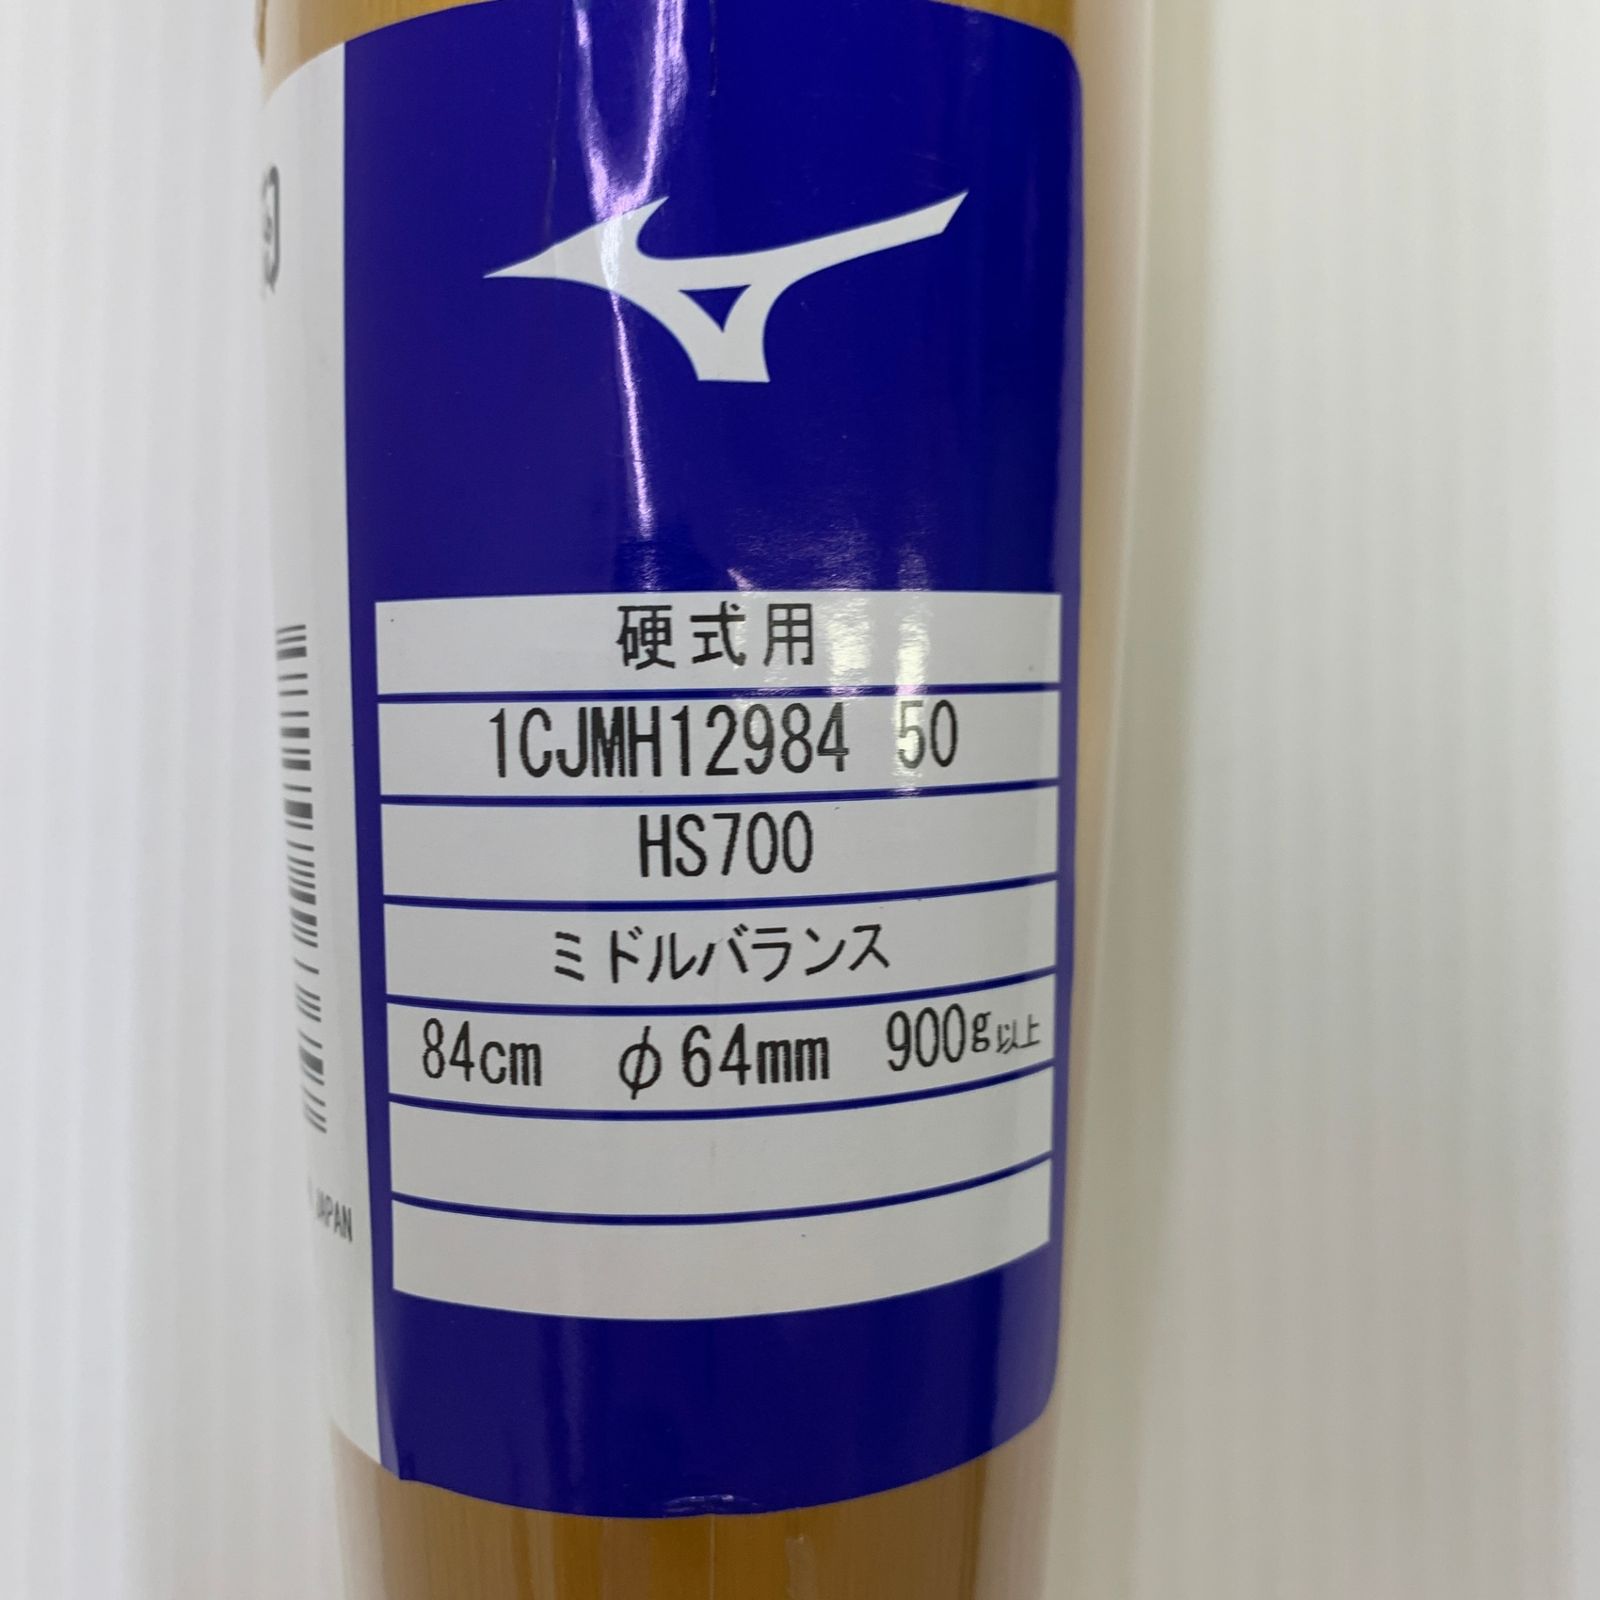 硬式用
1CJMH12984 50
HS700
ミドルバランス
84cm φ64mm 900g以上
JAPAN